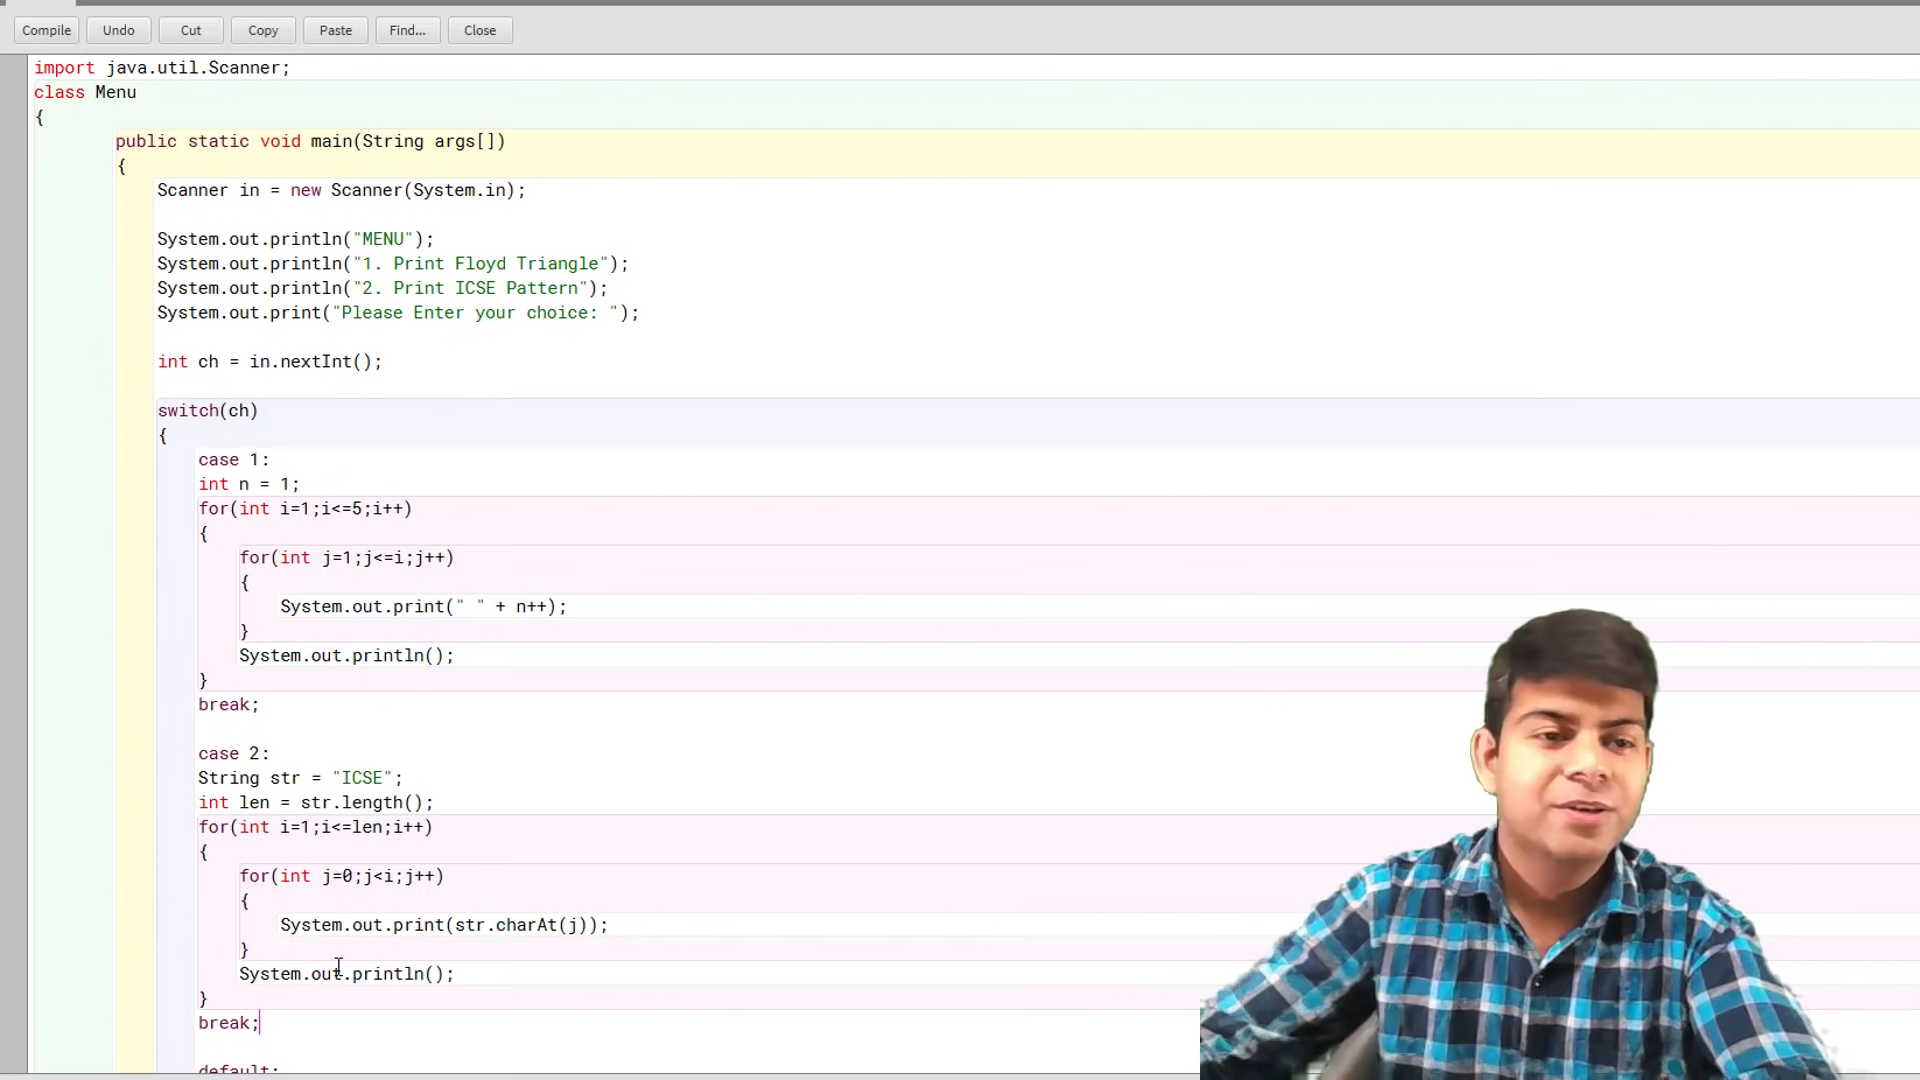 Compile Undo Cut Copy Paste Find... Close
import java.util.Scanner;
class Menu
{
public static void main(String args[])
{
Scanner in = new Scanner(System.in);
System.out.println("MENU");
System.out.println("1. Print Floyd Triangle");
System.out.println("2. Print ICSE Pattern");
System.out.print("Please Enter your choice: ");
int ch = in.nextInt();
switch(ch)
{
case 1:
int n = 1;
for(int i=1;i<=5;i++)
{
for(int j=1;j<=i;j++)
{
System.out.print(" " + n++);
}
System.out.println();
}
break;
case 2:
String str = "ICSE";
int len = str.length();
for(int i=1;i<=len;i++)
{
for(int j=0;j<i;j++)
{
System.out.print(str.charAt(j));
}
System.out.println();
}
break;
default: